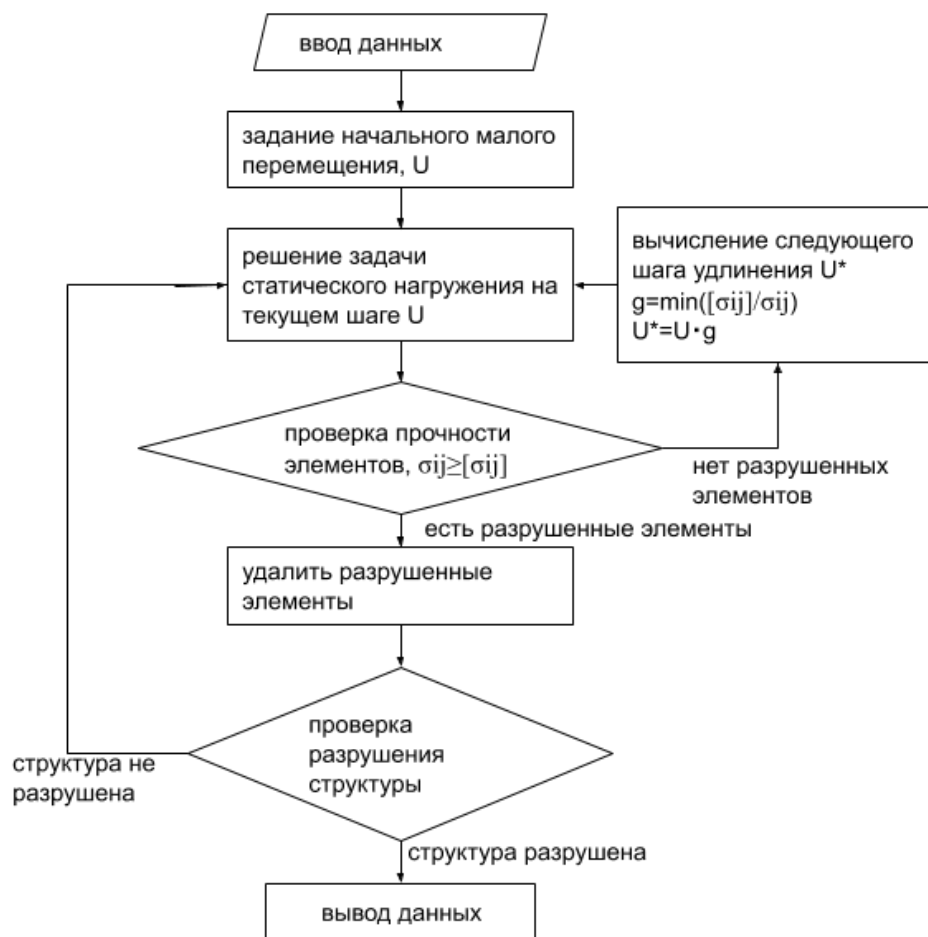 ввод данных
задание начального малого
перемещения, U
решение задачи
статического нагружения на
текущем шаге U
вычисление следующего
шага удлинения U*
g=min([σij]/σij)
U*=U·g
проверка прочности
элементов, σij≥[σij]
нет разрушенных
элементов
есть разрушенные элементы
удалить разрушенные
элементы
проверка
разрушения
структуры
структура не
разрушена
структура разрушена
вывод данных